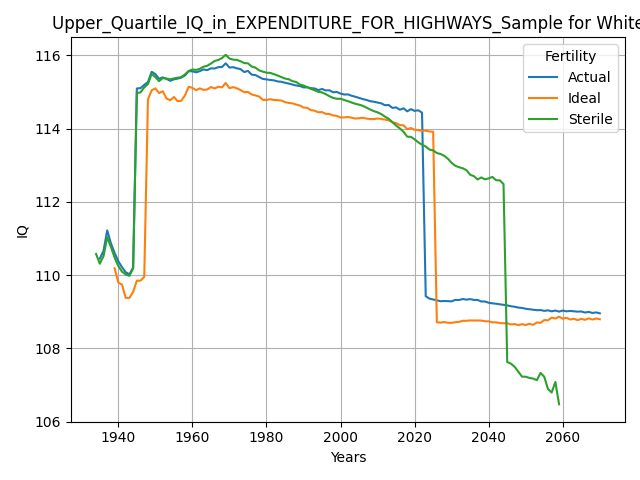 Upper_Quartile_IQ_in_EXPENDITURE_FOR_HIGHWAYS_Sample for White
Fertility
Actual
Ideal
Sterile
116
114
112
110
108
106
IQ
1940
1960
1980
2000
2020
2040
2060
Years